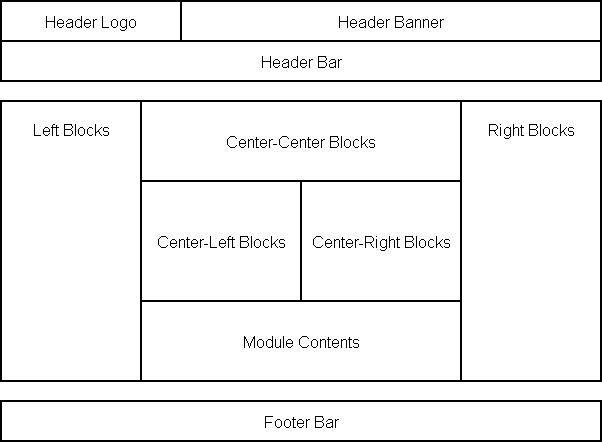 Header Logo
Header Banner
Header Bar
Left Blocks
Center-Center Blocks
Right Blocks
Center-Left Blocks
Center-Right Blocks
Module Contents
Footer Bar